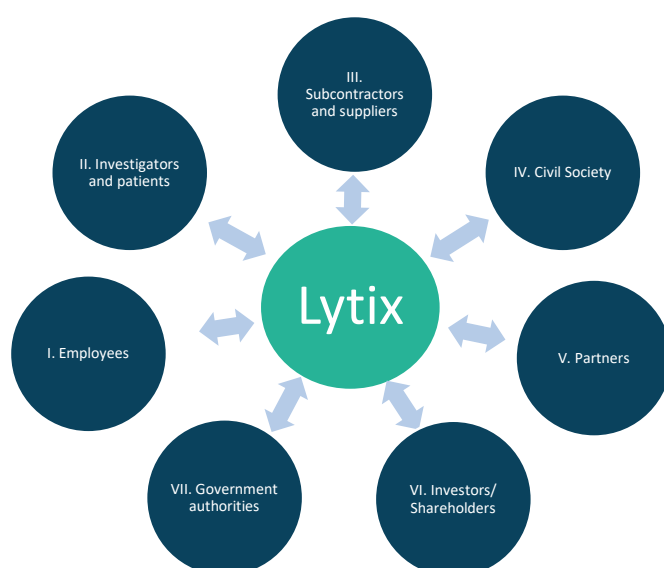 III.
Subcontractors
and suppliers
II. Investigators
and patients
IV. Civil Society
Lytix
I. Employees
V. Partners
VII. Government
authorities
VI. Investors/
Shareholders